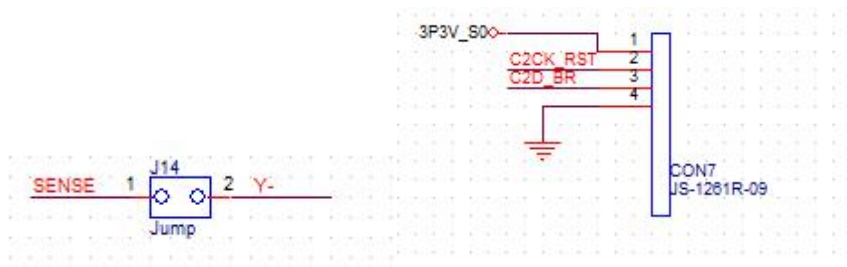 3P3V_S0
1
C2CK_RST 2
C2D_BR 3
4
CON7
JS-1261R-09
J14
SENSE 1 2 Y-
Jump